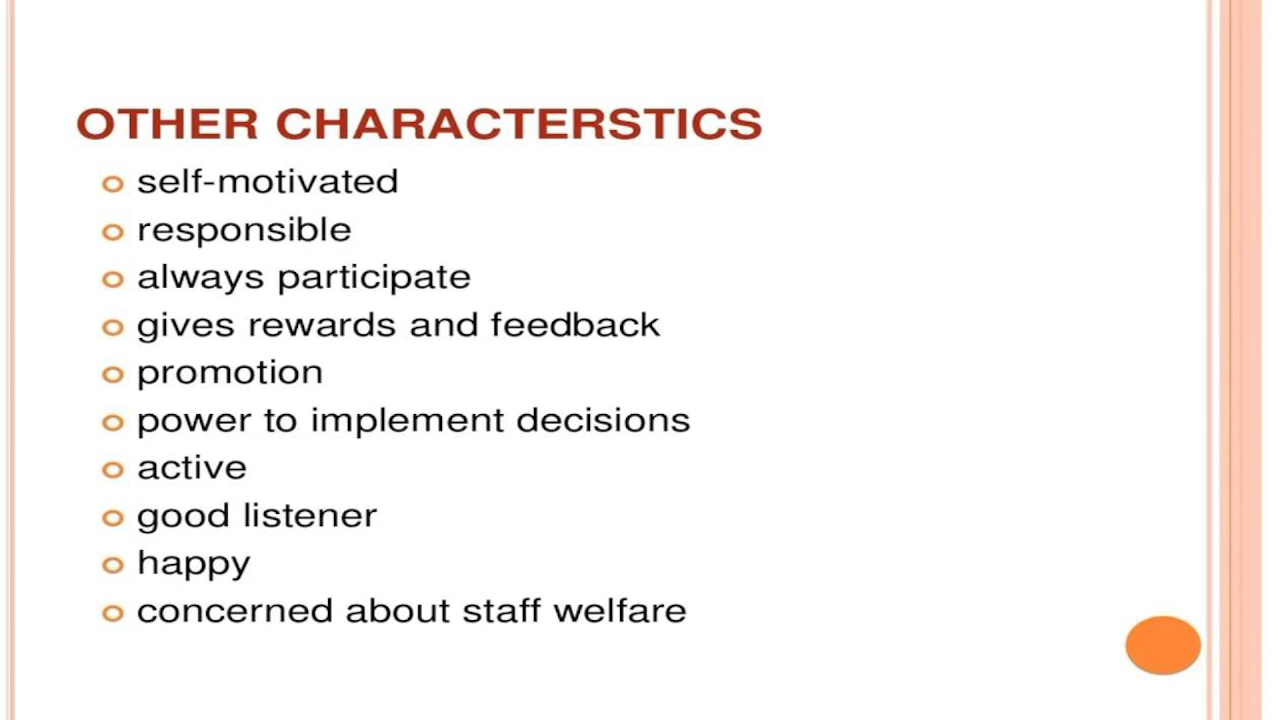 OTHER CHARACTERSTICS
self-motivated
responsible
always participate
gives rewards and feedback
promotion
power to implement decisions
active
good listener
happy
concerned about staff welfare